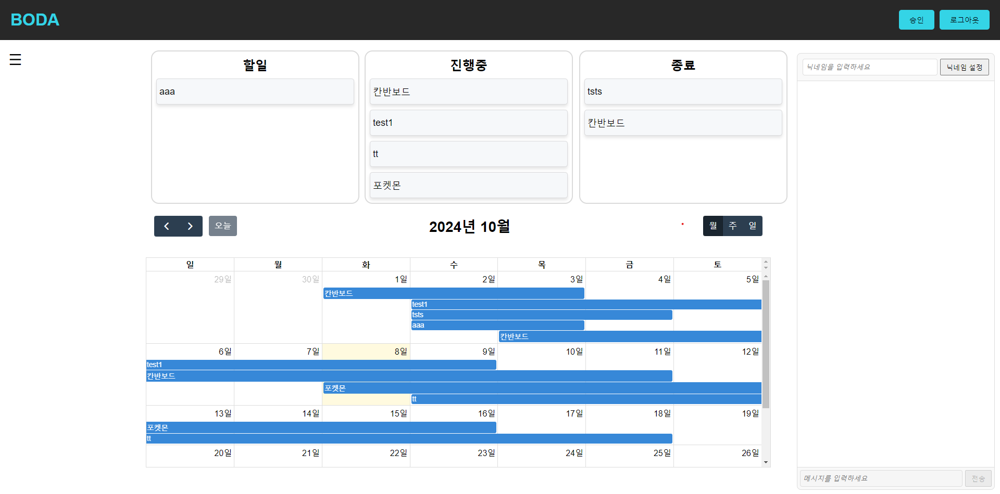 BODA
승인
로그아웃
할일
aaa
진행중
칸반보드
test1
tt
포켓몬
종료
tsts
칸반보드
닉네임을 입력하세요
닉네임 설정
오늘
2024년 10월
월 주 일
일 월 화 수 목 금 토
29일 30일 1일 2일 3일 4일 5일
칸반보드
test1
tsts
aaa
칸반보드
6일 7일 8일 9일 10일 11일 12일
test1
칸반보드
포켓몬
tt
13일 14일 15일 16일 17일 18일 19일
포켓몬
tt
20일 21일 22일 23일 24일 25일 26일
메시지를 입력하세요
전송